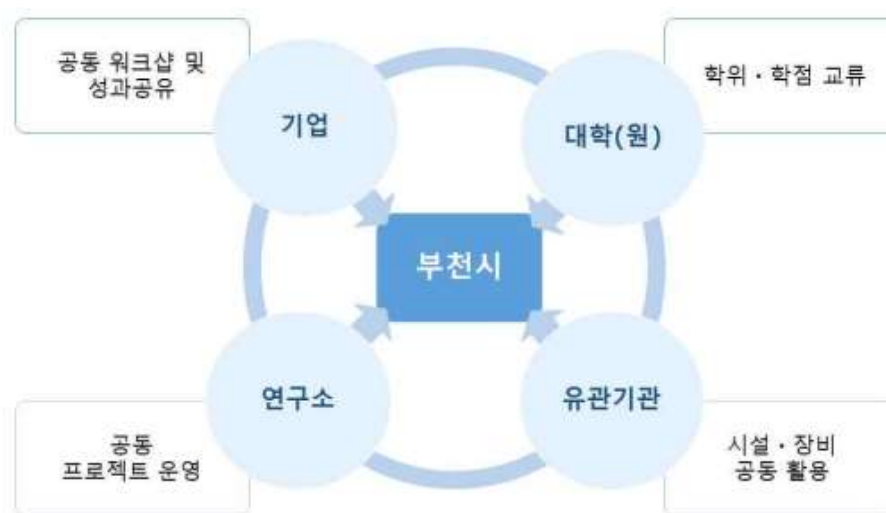 공동 워크샵 및
성과공유
기업
대학(원)
학위·학점 교류
부천시
연구소
유관기관
공동
프로젝트 운영
시설·장비
공동 활용